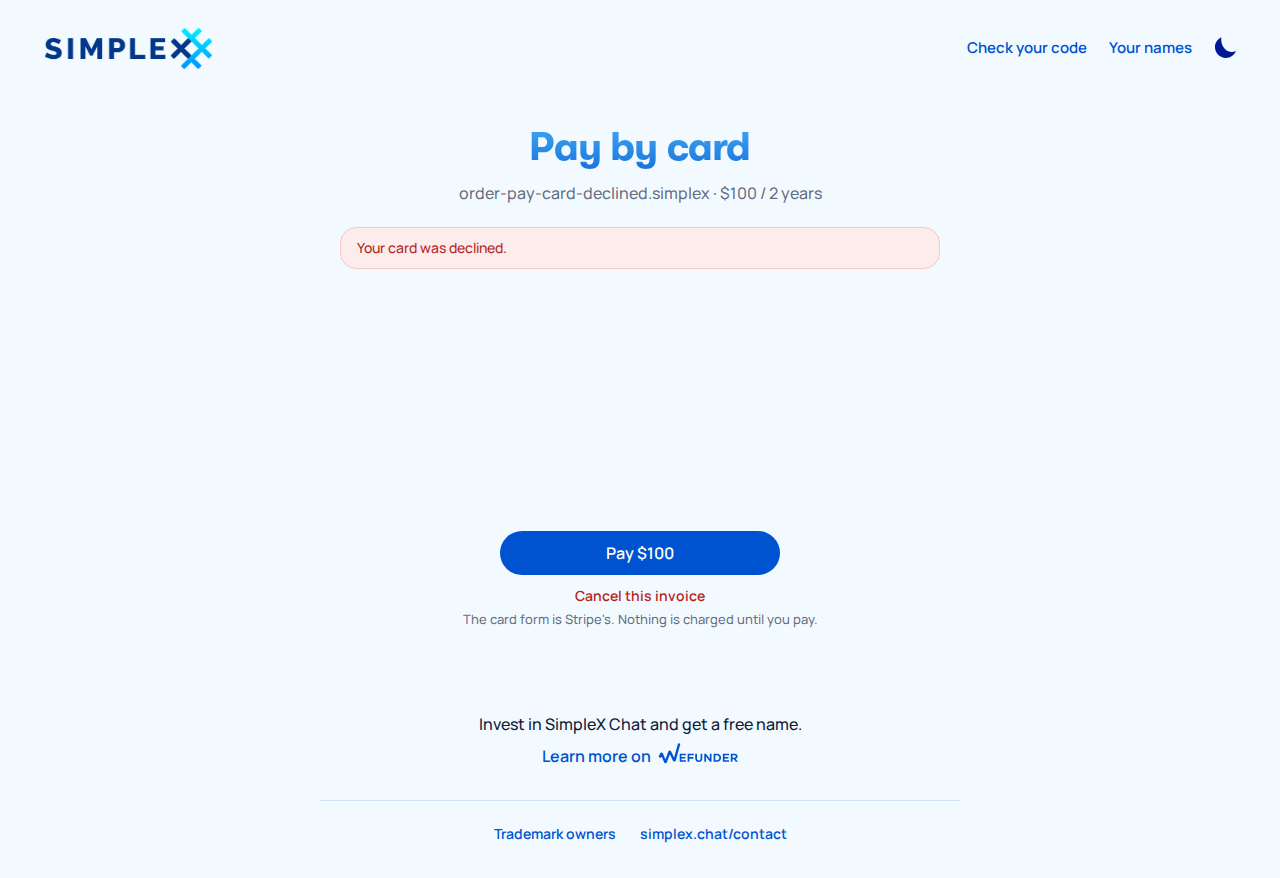 SIMPLEX
Check your code
Your names
Pay by card
order-pay-card-declined.simplex · $100 / 2 years
Your card was declined.
Pay $100
Cancel this invoice
The card form is Stripe's. Nothing is charged until you pay.
Invest in SimpleX Chat and get a free name.
Learn more on WEFUNDER
Trademark owners
simplex.chat/contact